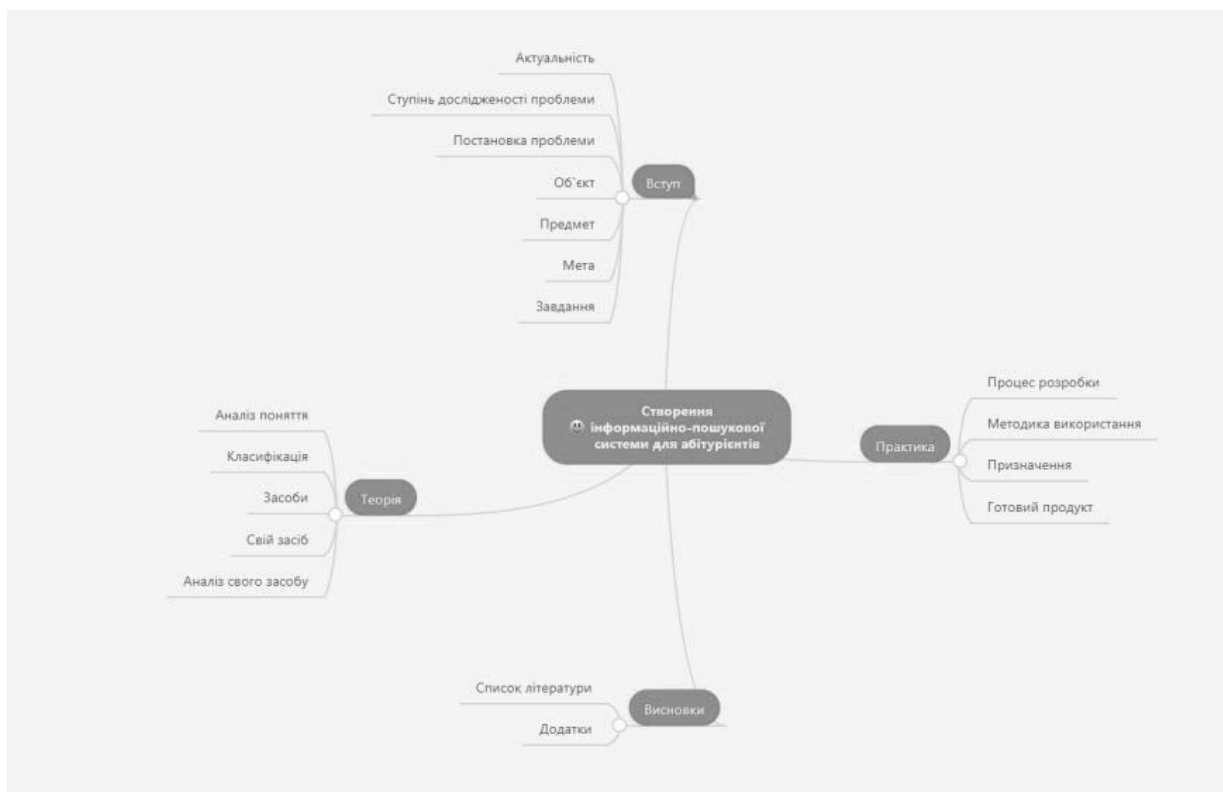 Актуальність
Ступінь дослідженості проблеми
Постановка проблеми
Об`єкт
Предмет
Мета
Завдання
Вступ
Створення
інформаційно-пошукової
системи для абітурієнтів
Процес розробки
Методика використання
Призначення
Готовий продукт
Практика
Аналіз поняття
Класифікація
Засоби
Свій засіб
Аналіз свого засобу
Теорія
Список літератури
Додатки
Висновки